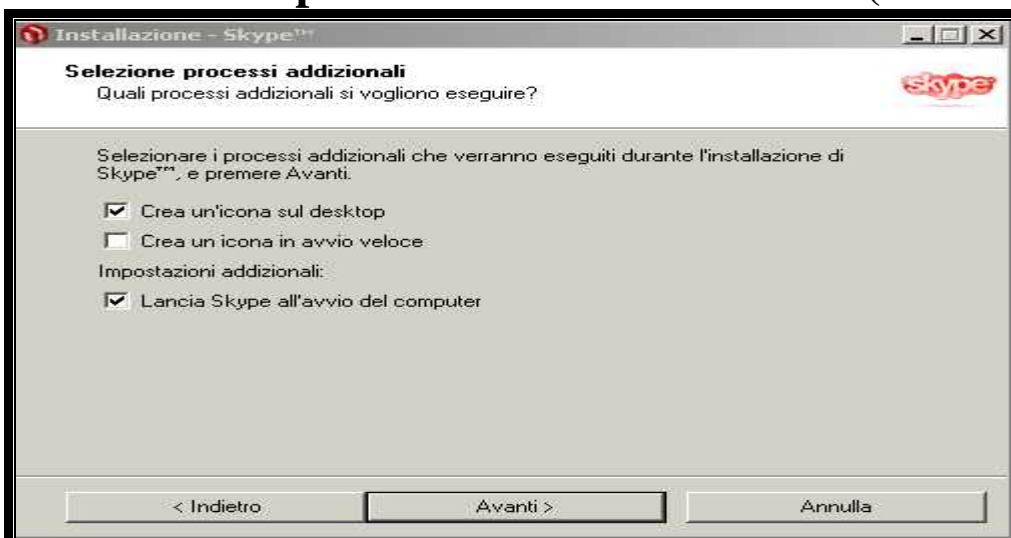 Installazione - Skype™
Selezione processi addizionali
Quali processi addizionali si vogliono eseguire?
skype
Selezionare i processi addizionali che verranno eseguiti durante l'installazione di
Skype™, e premere Avanti.
Crea un'icona sul desktop
Crea un icona in avvio veloce
Impostazioni addizionali:
Lancia Skype all'avvio del computer
< Indietro
Avanti >
Annulla